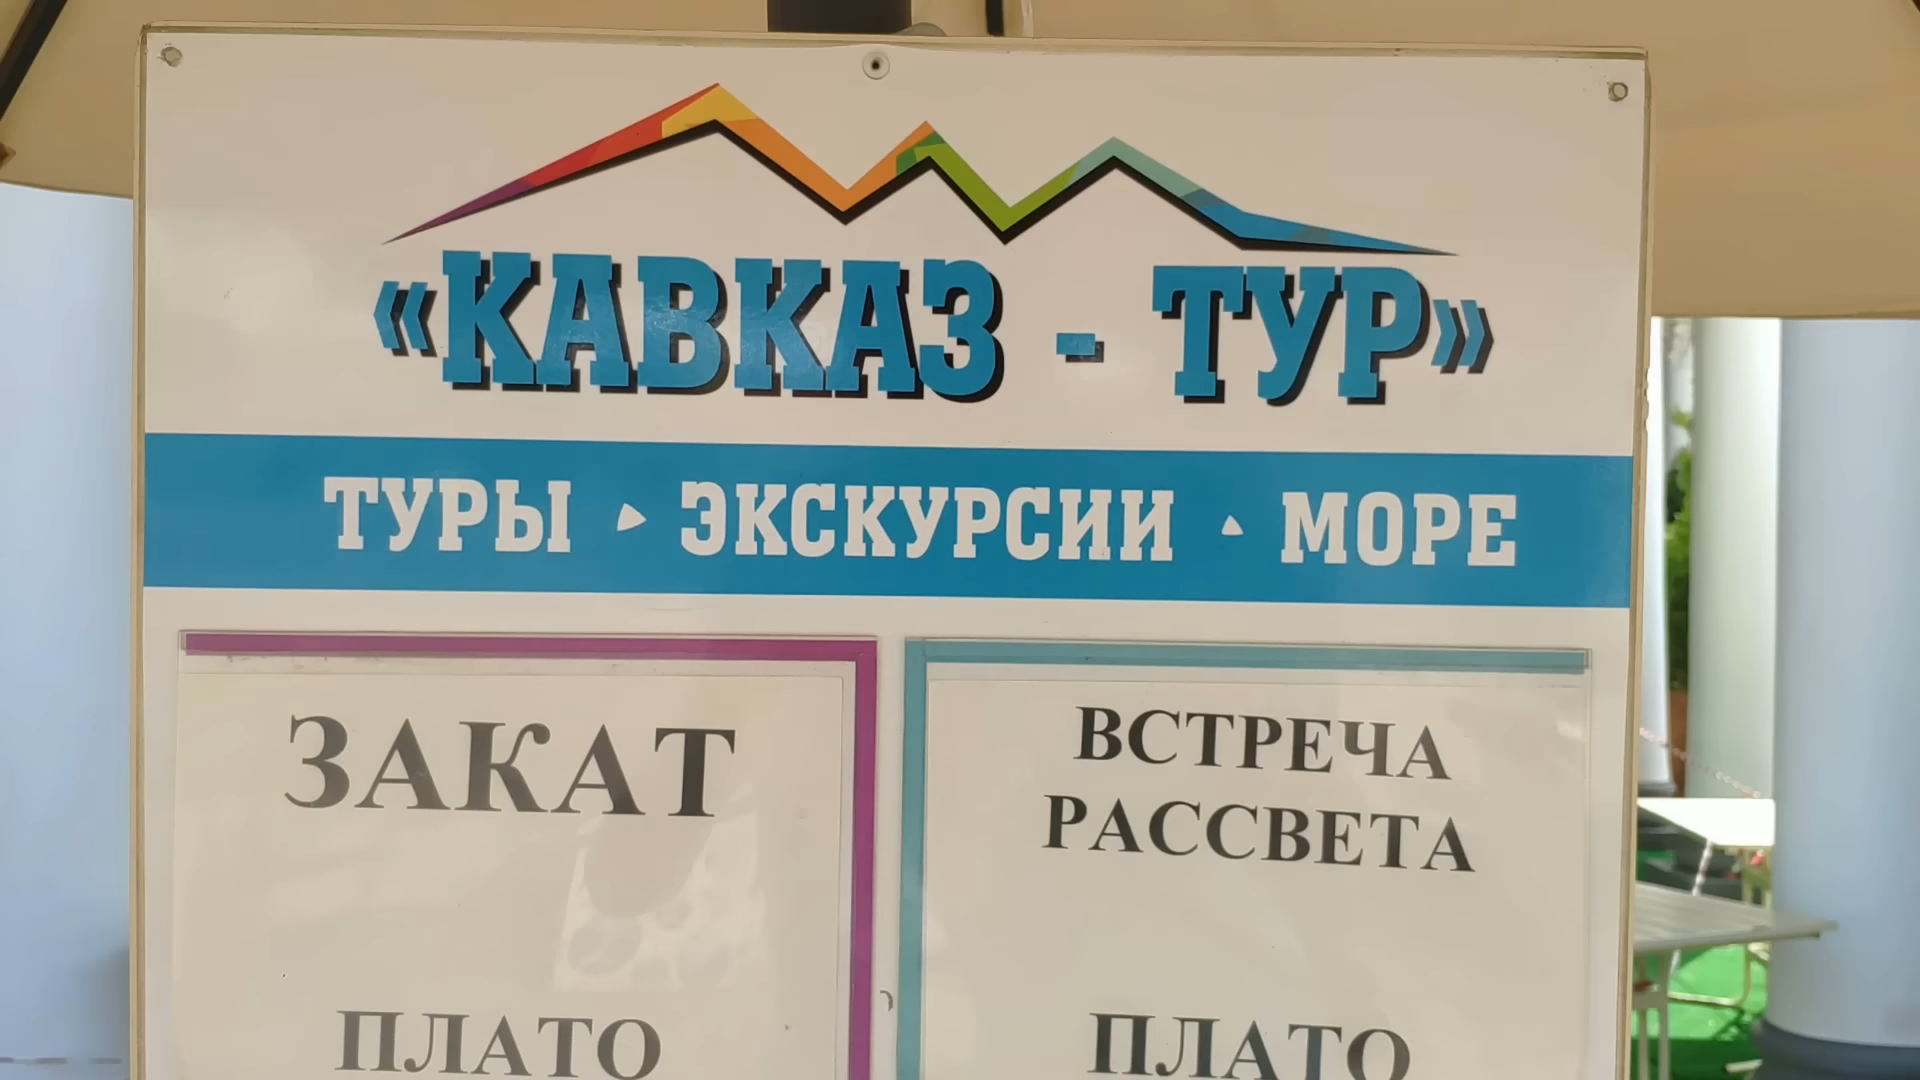 «КАВКАЗ - ТУР»
ТУРЫ ЭКСКУРСИИ МОРЕ
ЗАКАТ
ПЛАТО
ВСТРЕЧА
РАССВЕТА
ПЛАТО